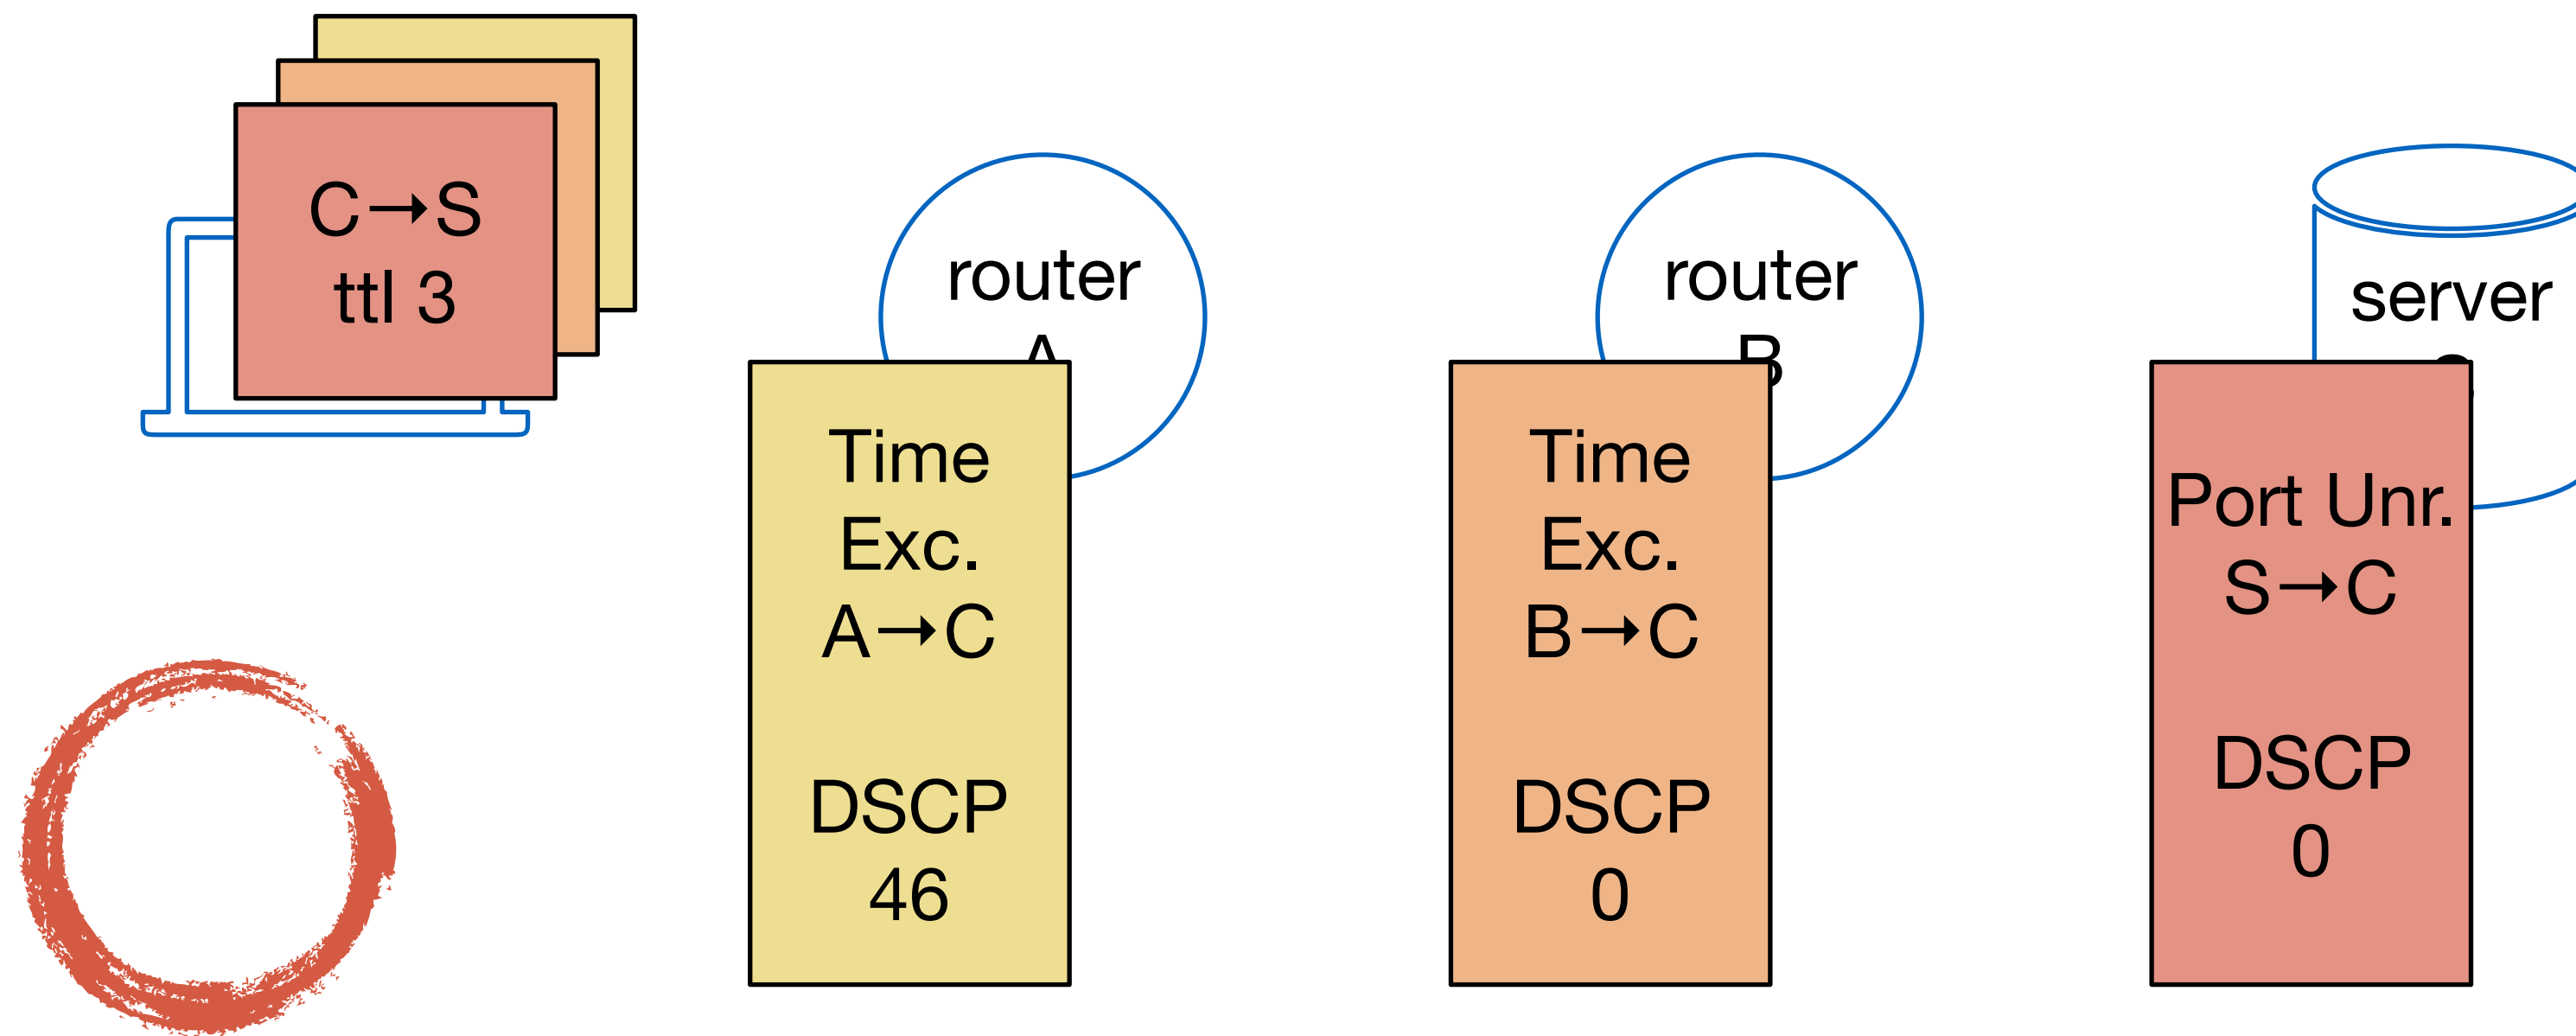 C→S
ttl 3
router
A
router
B
server
Time
Exc.
A→C
DSCP
46
Time
Exc.
B→C
DSCP
0
Port Unr.
S→C
DSCP
0